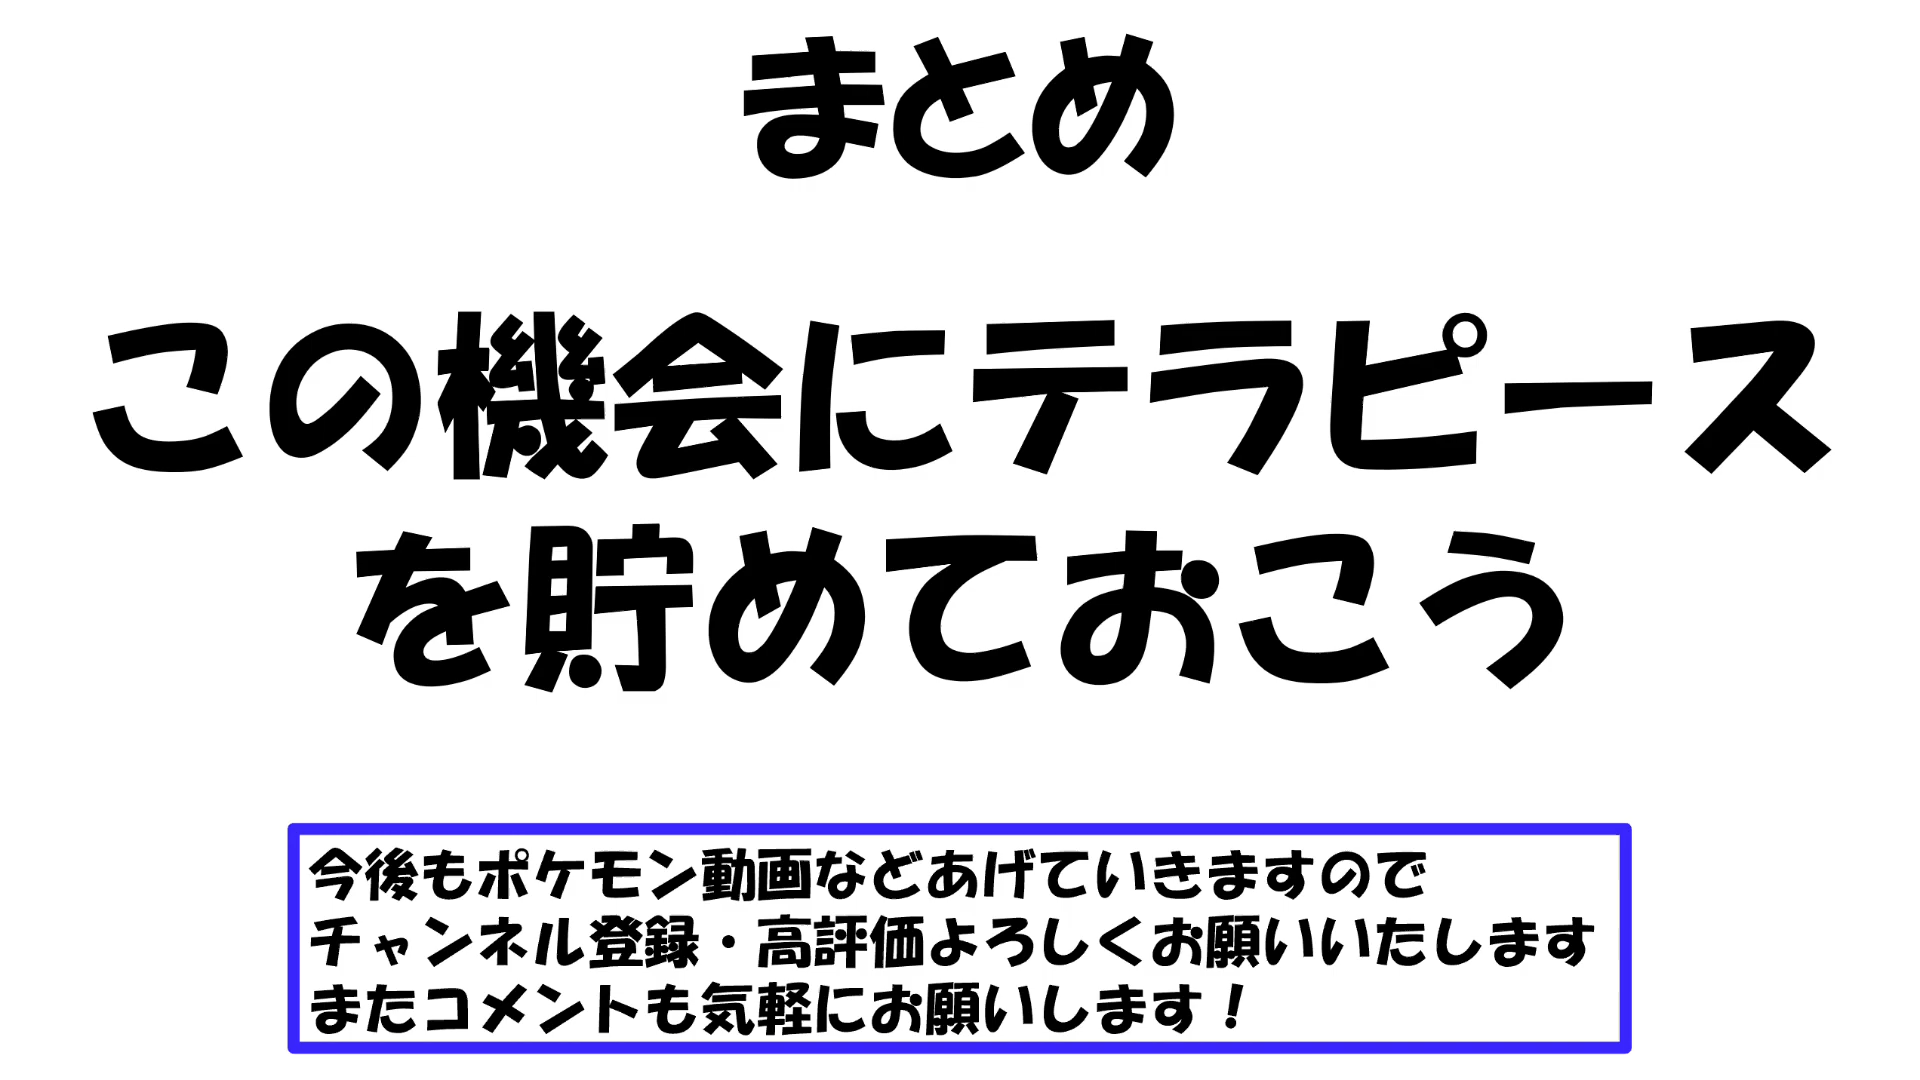 まとめ
この機会にテラピース
を貯めておこう
今後もポケモン動画などあげていきますので
チャンネル登録・高評価よろしくお願いいたします
またコメントも気軽にお願いします！